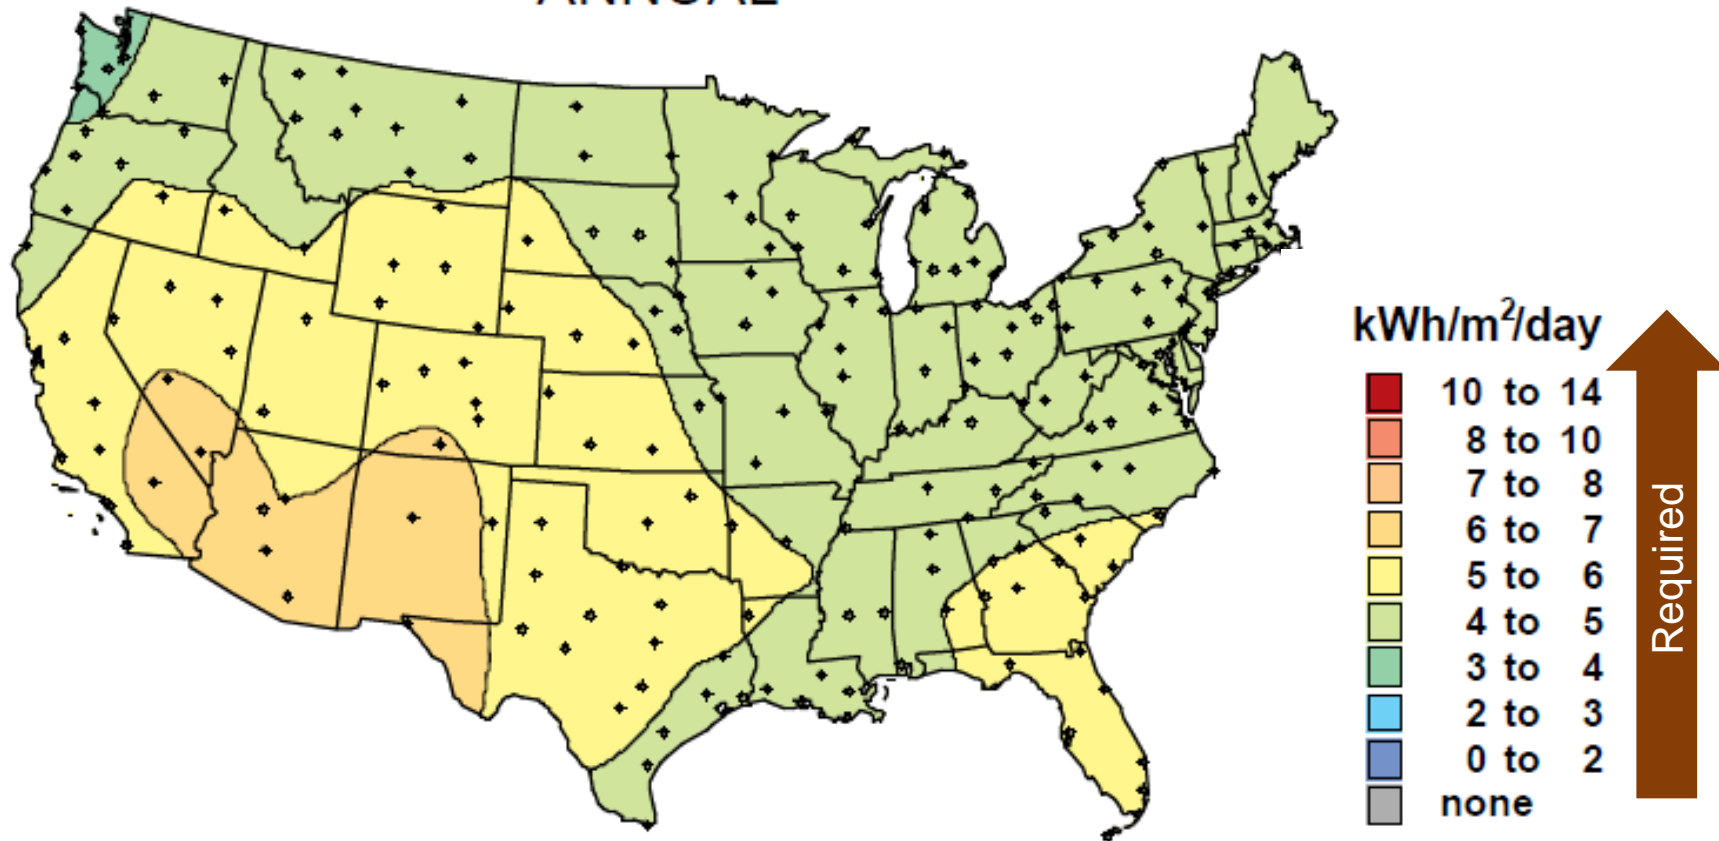 ANNUAL
kWh/m²/day
10 to 14
8 to 10
7 to 8
6 to 7
5 to 6
4 to 5
3 to 4
2 to 3
0 to 2
none
Required